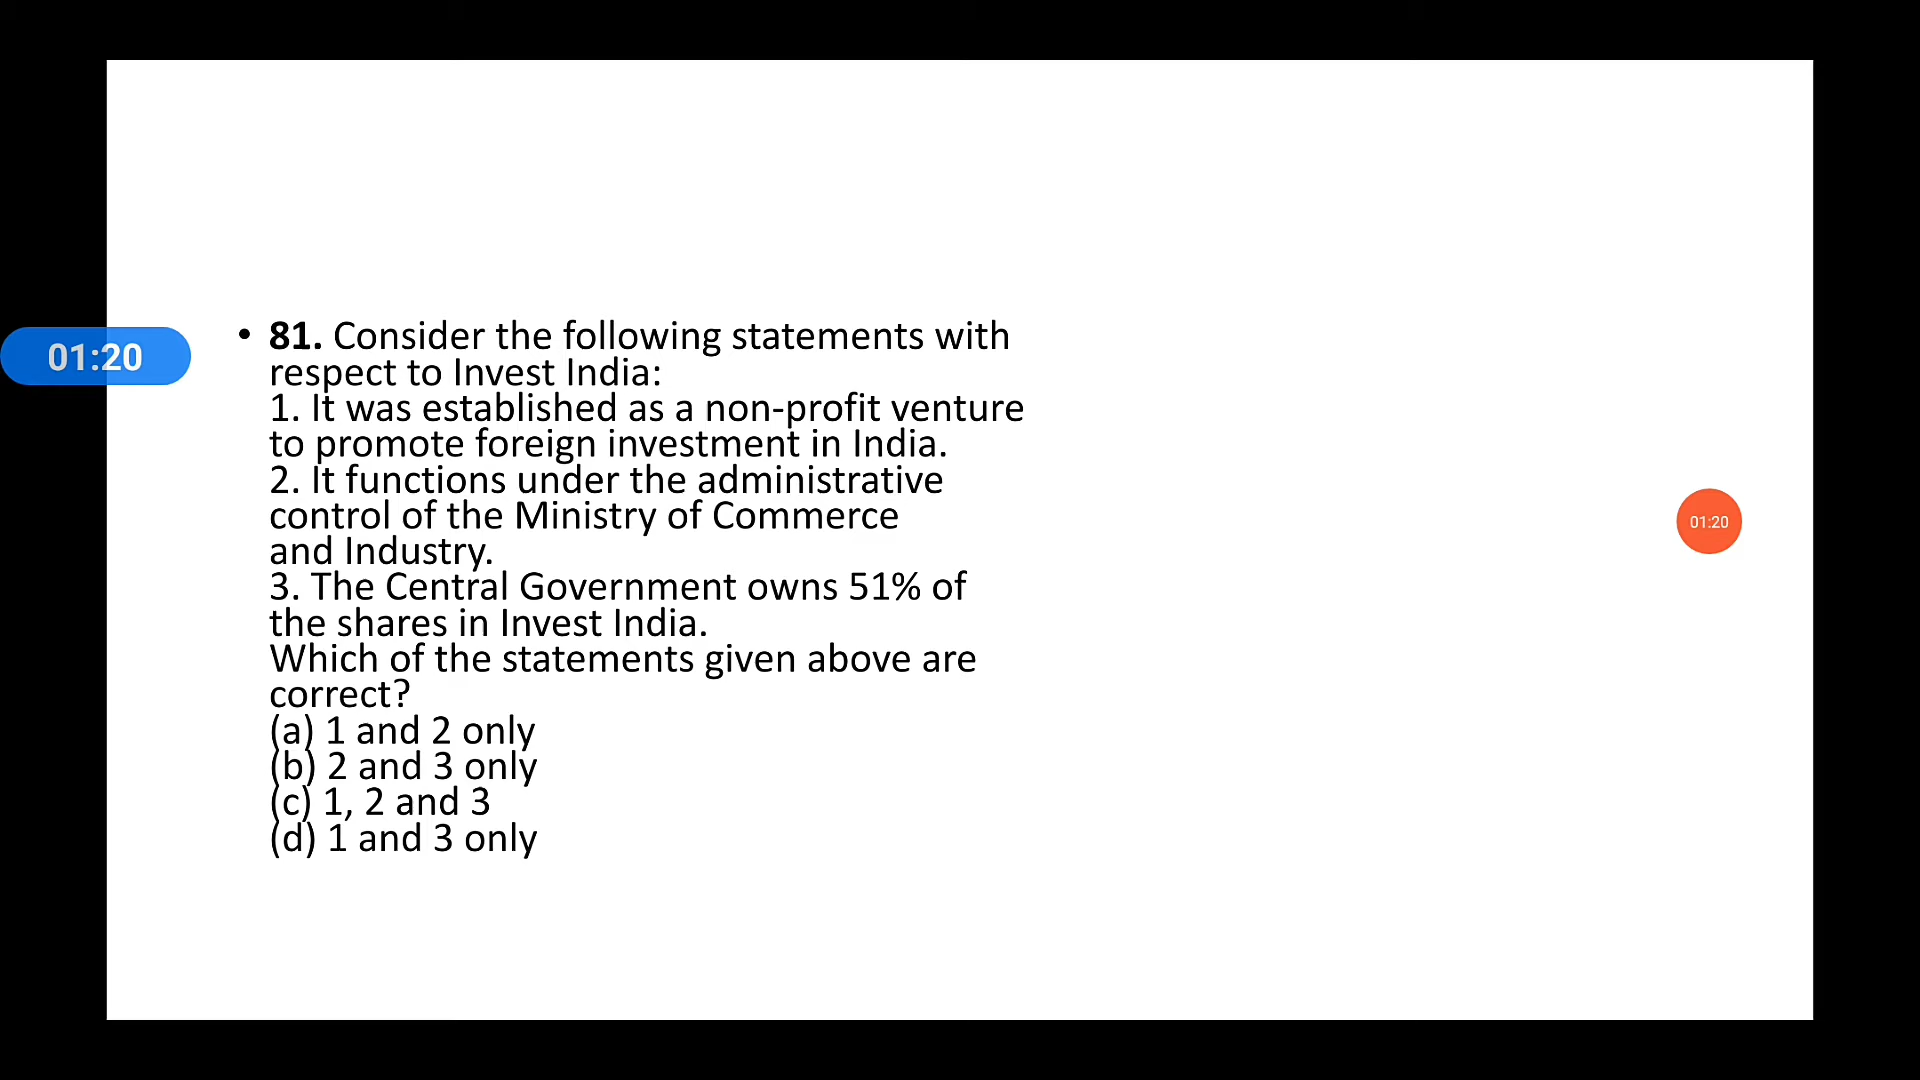 01:20
• 81. Consider the following statements with
respect to Invest India:
1. It was established as a non-profit venture
to promote foreign investment in India.
2. It functions under the administrative
control of the Ministry of Commerce
and Industry.
3. The Central Government owns 51% of
the shares in Invest India.
Which of the statements given above are
correct?
(a) 1 and 2 only
(b) 2 and 3 only
(c) 1, 2 and 3
(d) 1 and 3 only
01:20